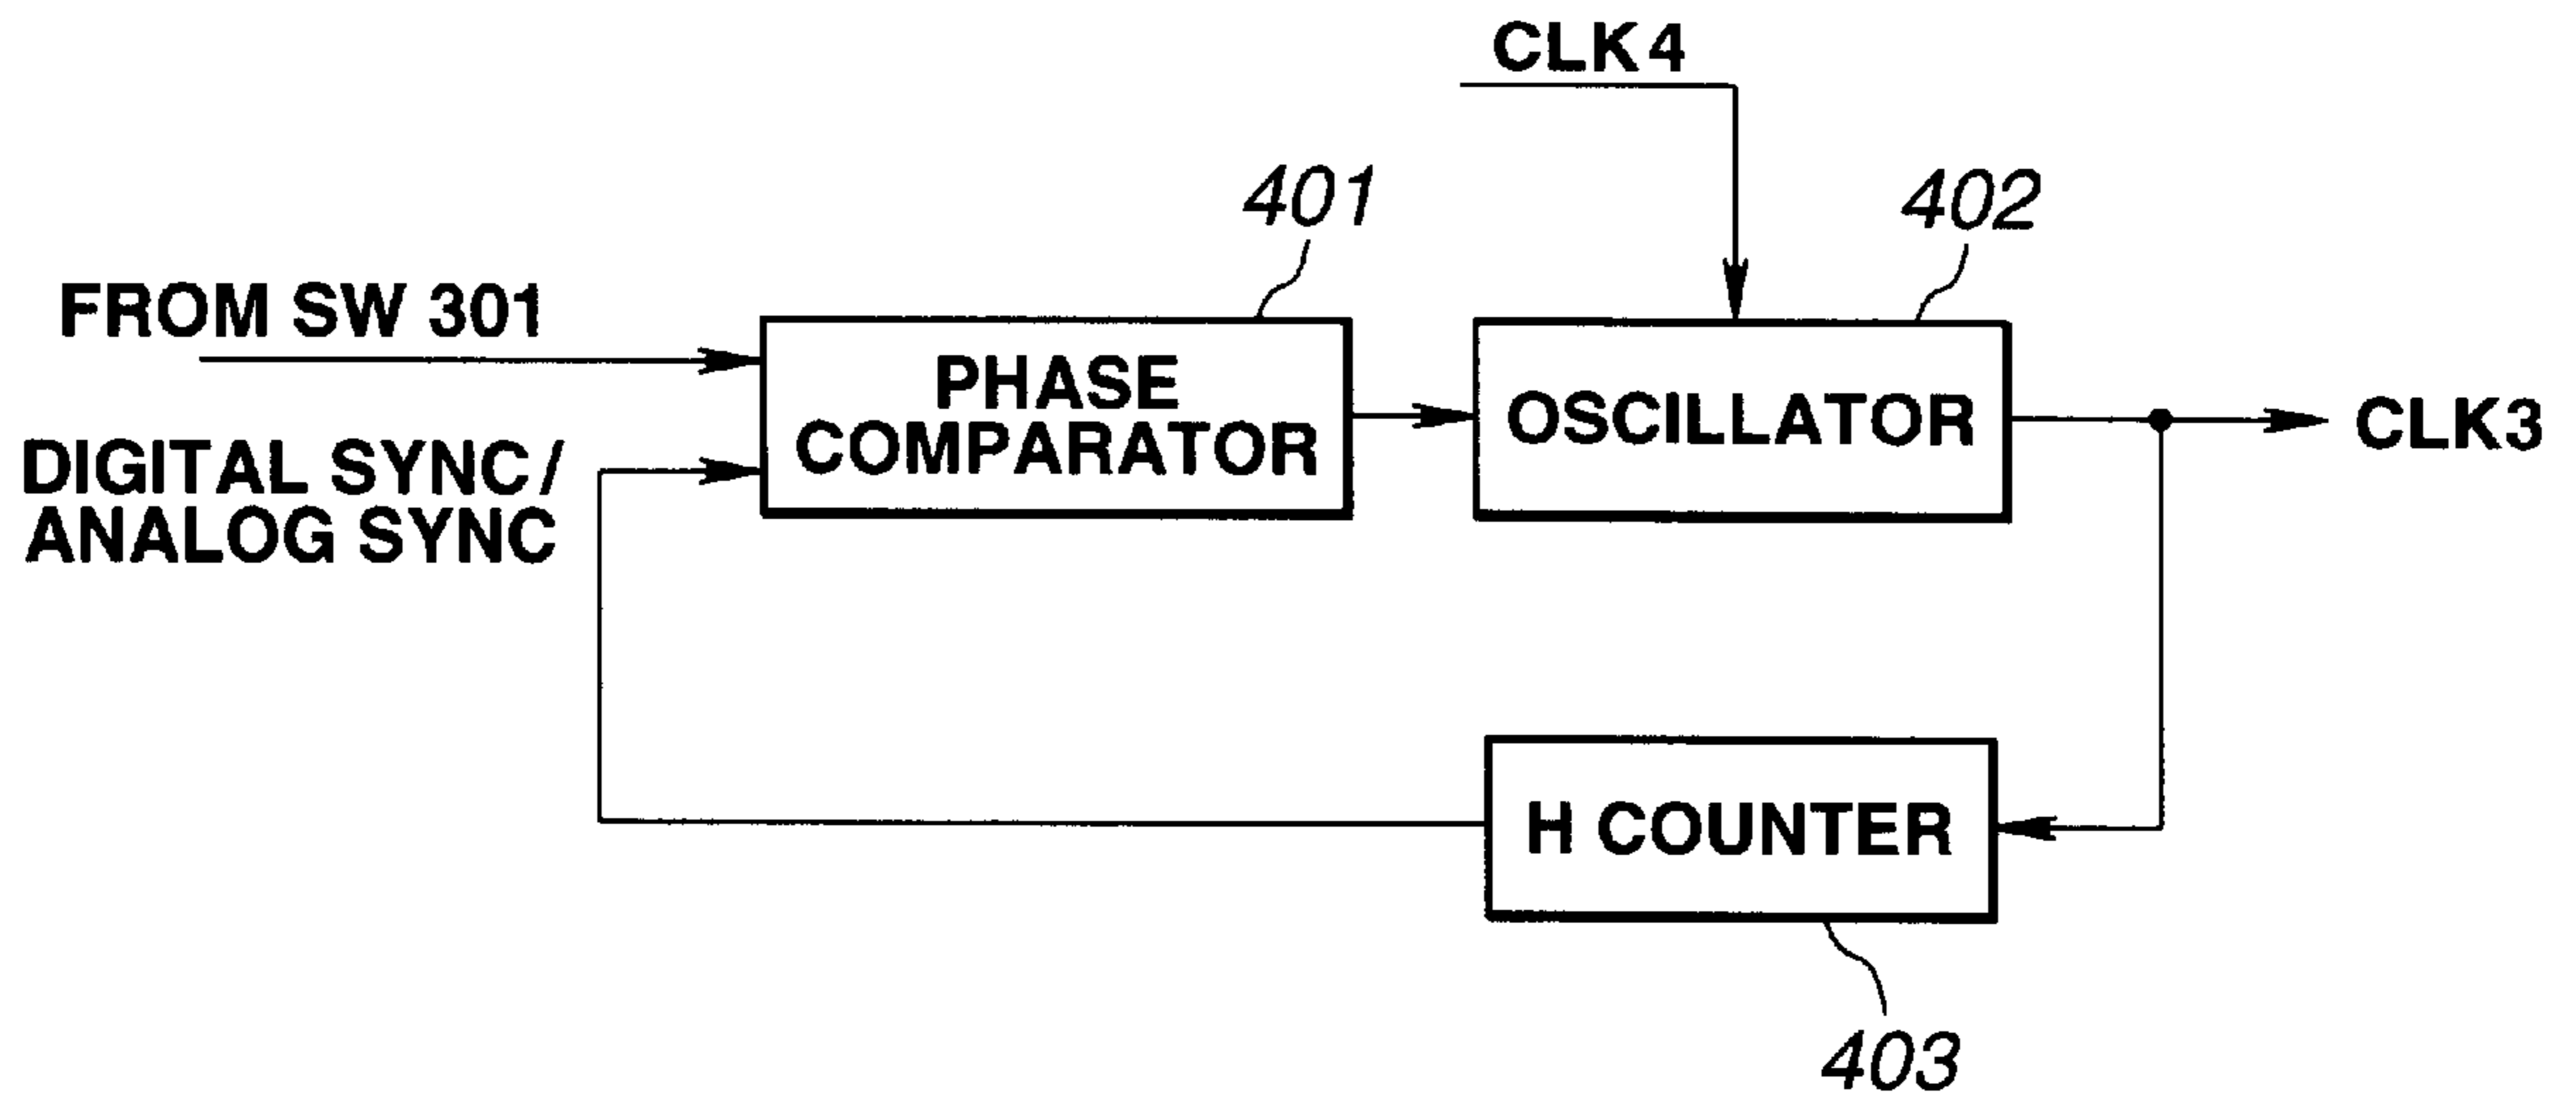 CLK4
401
402
FROM SW 301
DIGITAL SYNC/
ANALOG SYNC
PHASE
COMPARATOR
OSCILLATOR
CLK3
H COUNTER
403